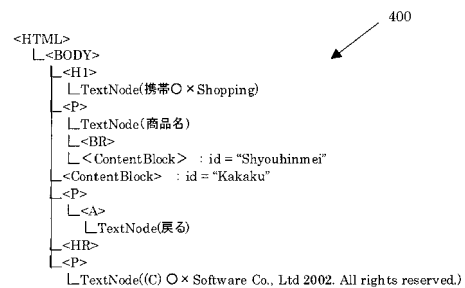 400
<HTML>
<BODY>
<H1>
TextNode(携帯○×Shopping)
<P>
TextNode(商品名)
<BR>
<ContentBlock> : id = “Shyouhinmei”
<ContentBlock> : id = “Kakaku”
<P>
<A>
TextNode(戻る)
<HR>
<P>
TextNode((C) ○× Software Co., Ltd 2002. All rights reserved.)